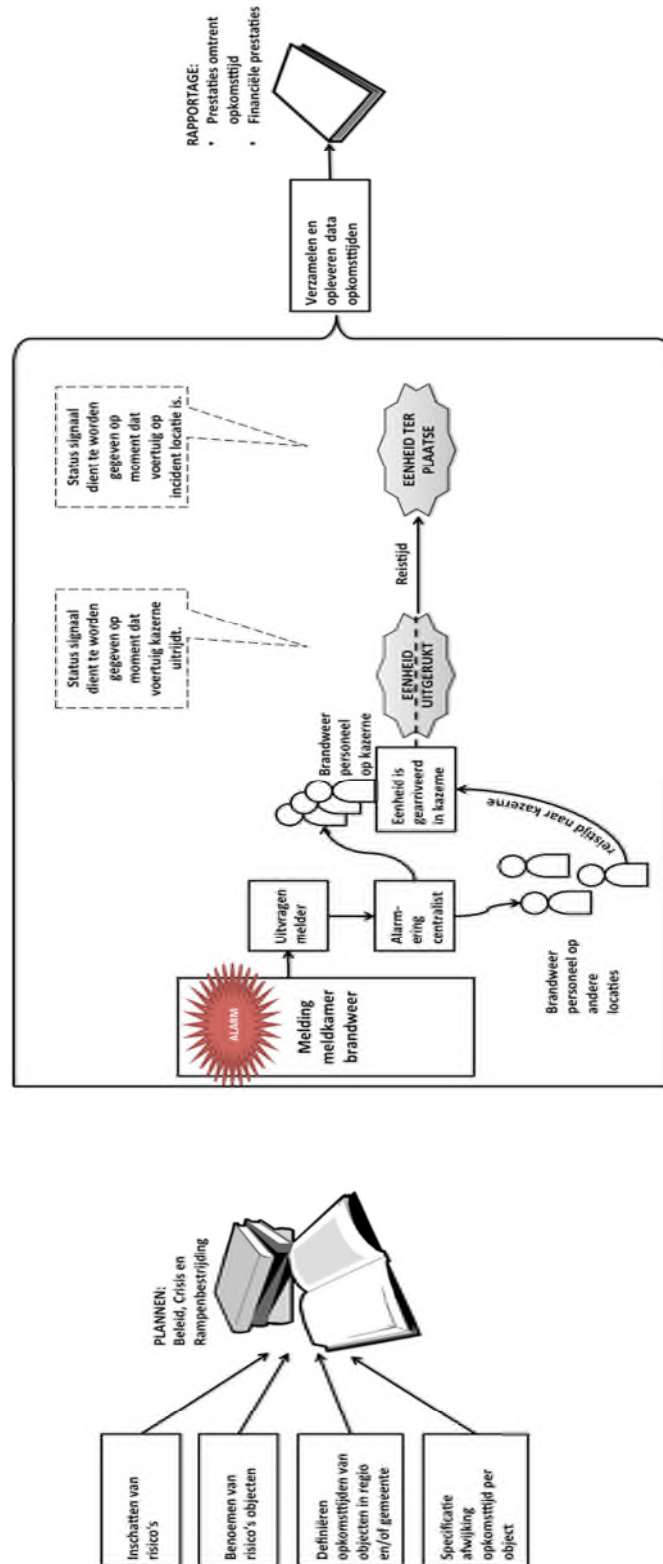 Inschatten van
risico's
Benoemen van
risico's objecten
Definiëren
opkomsttijden van
objecten in regio
en/of gemeente
Specificatie
afwijking
opkomsttijd per
object
PLANNEN:
Beleid, Crisis en
Rampenbestrijding
ALARM
Melding
meldkamer
brandweer
Uitvragen
melder
Alarm-
ering
centralist
Brandweer
personeel op
andere
locaties
Brandweer
personeel
op kazerne
Eenheid is
gearriveerd
in kazerne
reistijd naar kazerne
EENHEID
UITGERUKT
Status signaal
dient te worden
gegeven op
moment dat
voertuig kazerne
uitrijdt.
Reistijd
EENHEID TER
PLAATSE
Status signaal
dient te worden
gegeven op
moment dat
voertuig op
incident locatie is.
Verzamelen en
opleveren data
opkomsttijden
RAPPORTAGE:
• Prestaties omtrent
opkomsttijd
• Financiële prestaties